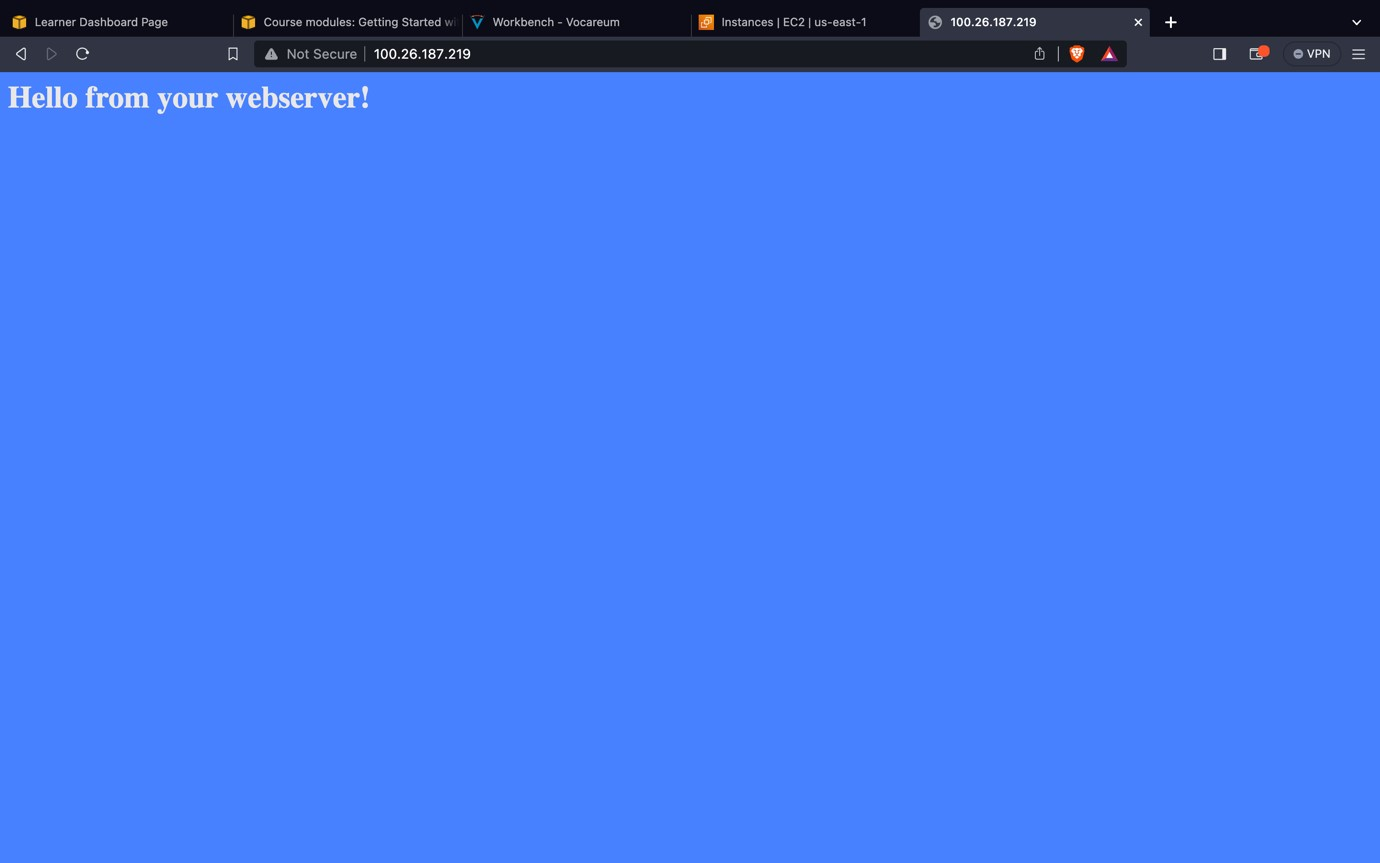 Learner Dashboard Page
Course modules: Getting Started wi
Workbench - Vocareum
Instances | EC2 | us-east-1
100.26.187.219
Not Secure
100.26.187.219
VPN
Hello from your webserver!